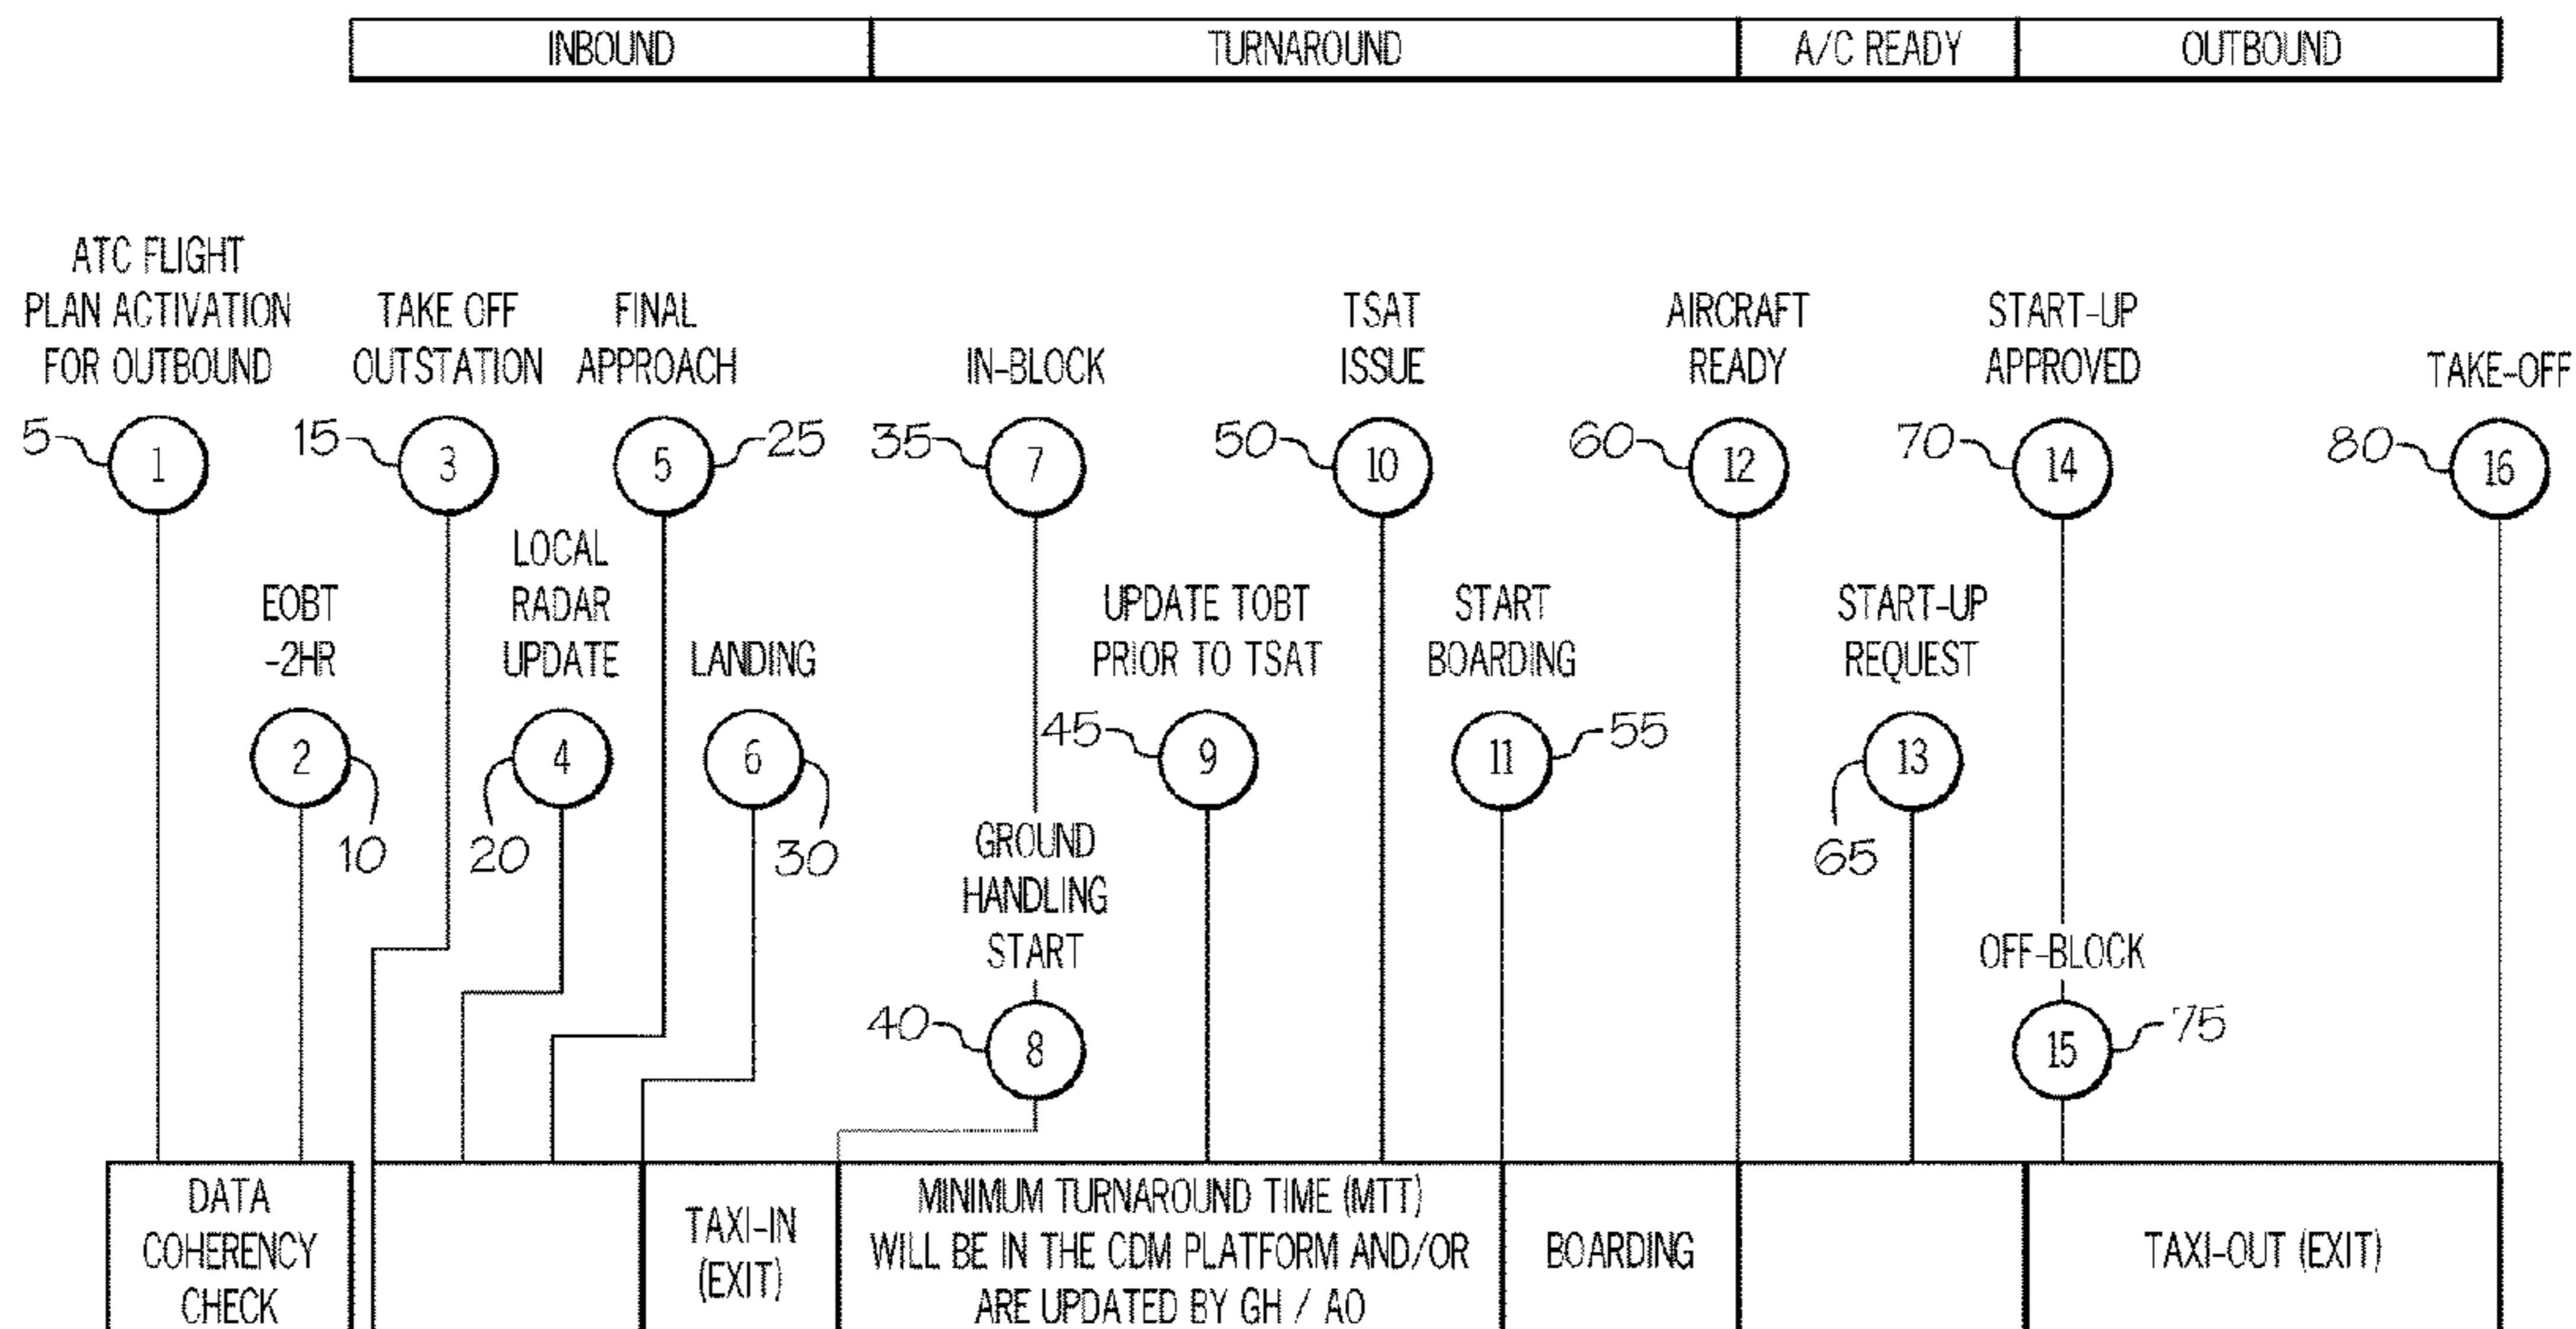 INBOUND
TURNAROUND
A/C READY
OUTBOUND
ATC FLIGHT
PLAN ACTIVATION
FOR OUTBOUND
TAKE OFF
OUTSTATION
FINAL
APPROACH
IN-BLOCK
TSAT
ISSUE
AIRCRAFT
READY
START-UP
APPROVED
TAKE-OFF
5
1
15
3
5
25
35
7
50
10
60
12
70
14
80
16
EOBT
-2HR
LOCAL
RADAR
UPDATE
LANDING
UPDATE TOBT
PRIOR TO TSAT
START
BOARDING
START-UP
REQUEST
2
10
4
20
6
30
45
9
11
55
13
65
GROUND
HANDLING
START
40
8
OFF-BLOCK
15
75
DATA
COHERENCY
CHECK
TAXI-IN
(EXIT)
MINIMUM TURNAROUND TIME (MTT)
WILL BE IN THE CDM PLATFORM AND/OR
ARE UPDATED BY GH / AO
BOARDING
TAXI-OUT (EXIT)